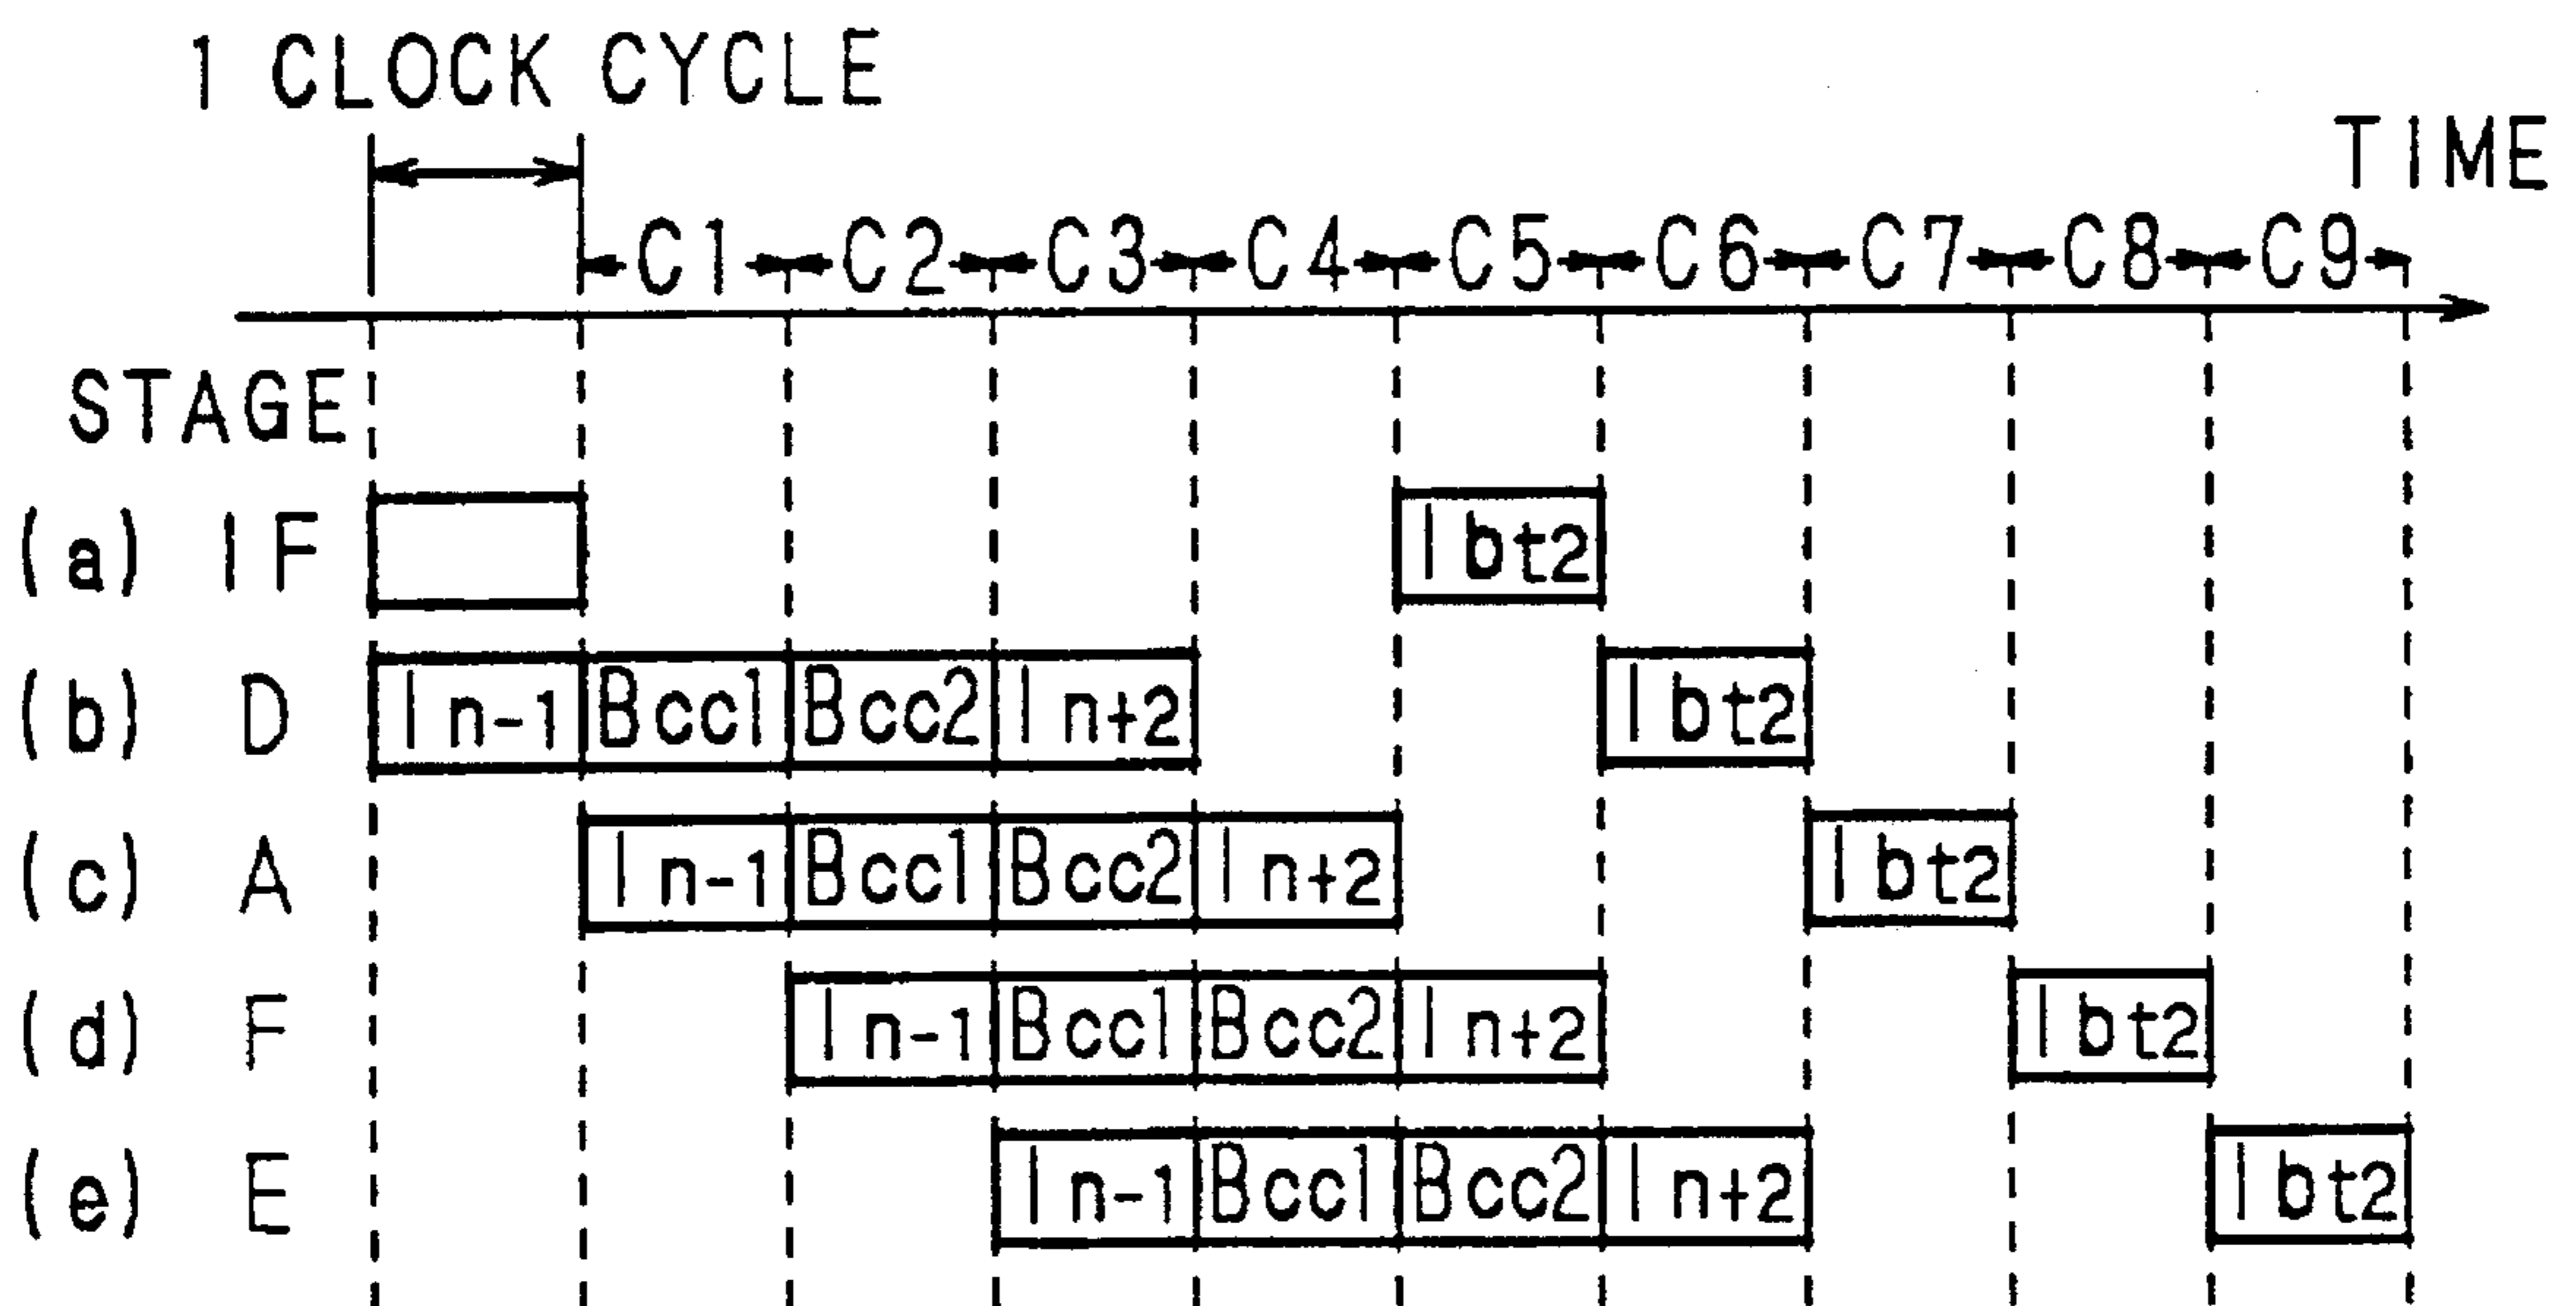 1 CLOCK CYCLE
TIME
C1 C2 C3 C4 C5 C6 C7 C8 C9
STAGE
(a) IF Ibt2
(b) D In-1 Bcc1 Bcc2 In+2 Ibt2
(c) A In-1 Bcc1 Bcc2 In+2 Ibt2
(d) F In-1 Bcc1 Bcc2 In+2 Ibt2
(e) E In-1 Bcc1 Bcc2 In+2 Ibt2